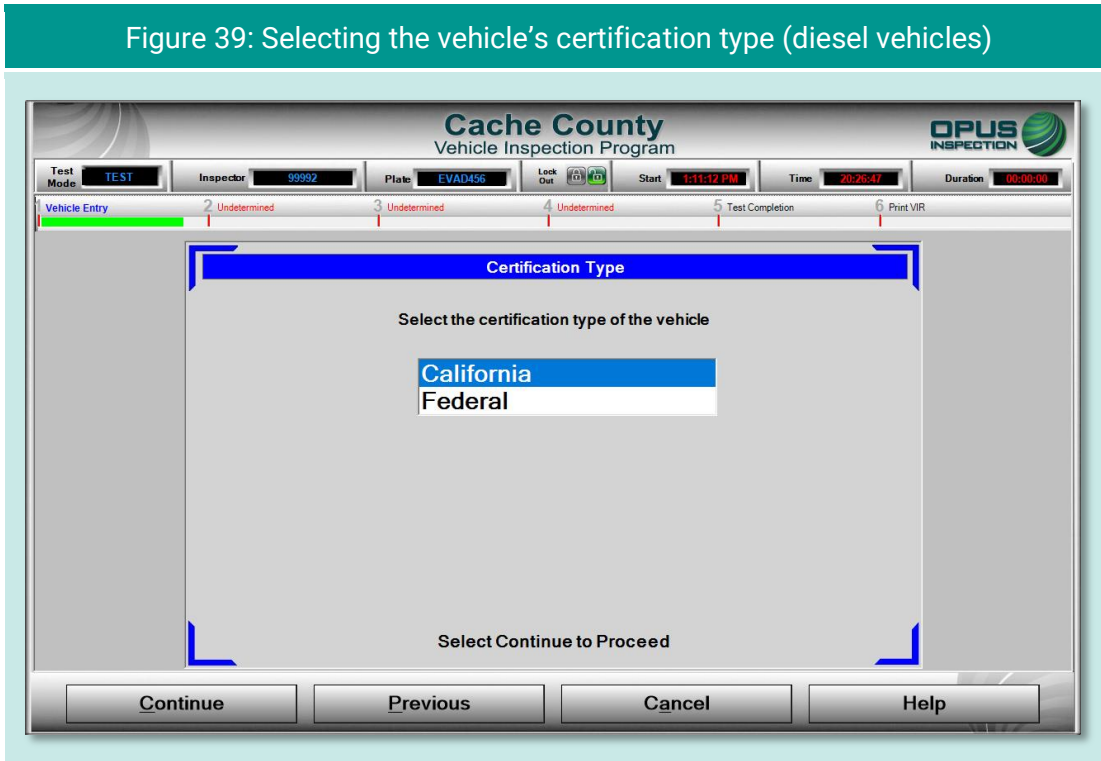 Figure 39: Selecting the vehicle’s certification type (diesel vehicles)
Cache County
Vehicle Inspection Program
OPUS
INSPECTION
Test Mode TEST Inspector 99992 Plate EVAD456 Lock Out Start 1:11:12 PM Time 20:26:47 Duration 00:00:00
1 Vehicle Entry 2 Undetermined 3 Undetermined 4 Undetermined 5 Test Completion 6 Print VIR
Certification Type
Select the certification type of the vehicle
California
Federal
Select Continue to Proceed
Continue Previous Cancel Help